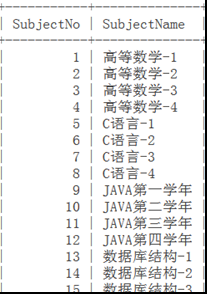 SubjectNo | SubjectName
1 | 高等数学-1
2 | 高等数学-2
3 | 高等数学-3
4 | 高等数学-4
5 | C语言-1
6 | C语言-2
7 | C语言-3
8 | C语言-4
9 | JAVA第一学年
10 | JAVA第二学年
11 | JAVA第三学年
12 | JAVA第四学年
13 | 数据库结构-1
14 | 数据库结构-2
15 | 数据库结构-3